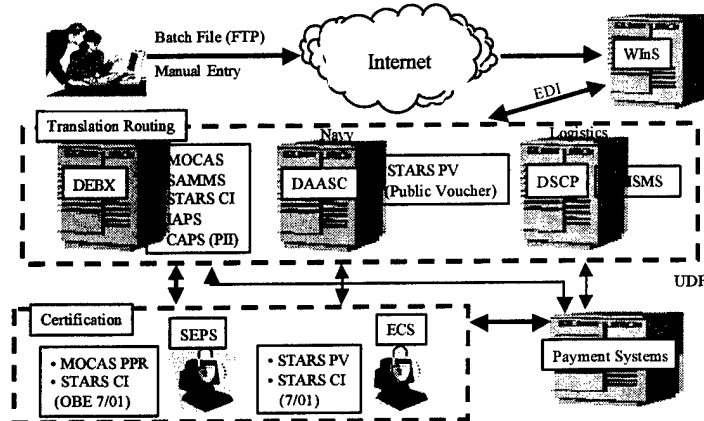 Batch File (FTP)
Manual Entry
Internet
WInS
EDI
Translation Routing
Navy
Logistics
DEBX
MOCAS
SAMMS
STARS CI
IAPS
CAPS (PII)
DAASC
STARS PV
(Public Voucher)
DSCP
ISMS
UDF
Certification
SEPS
ECS
• MOCAS PPR
• STARS CI
(OBE 7/01)
• STARS PV
• STARS CI
(7/01)
Payment Systems